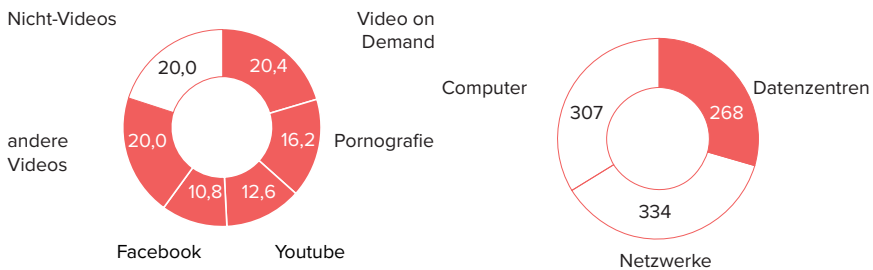 Nicht-Videos
Video on
Demand
20,0
20,4
andere
Videos
20,0
16,2
Pornografie
10,8
12,6
Facebook
Youtube
Computer
Datenzentren
307
268
334
Netzwerke